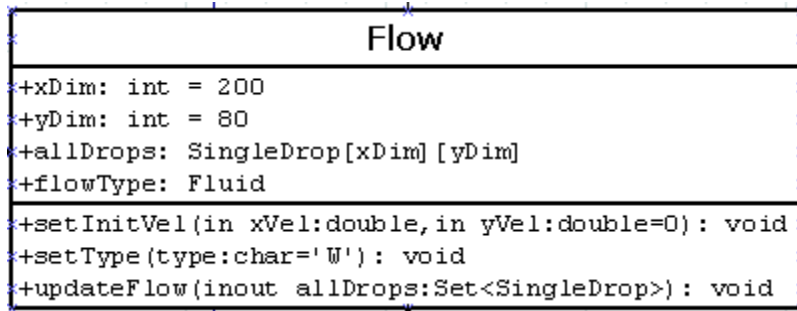 Flow
+xDim: int = 200
+yDim: int = 80
+allDrops: SingleDrop[xDim][yDim]
+flowType: Fluid
+setInitVel(in xVel:double,in yVel:double=0): void
+setType(type:char='W'): void
+updateFlow(inout allDrops:Set<SingleDrop>): void